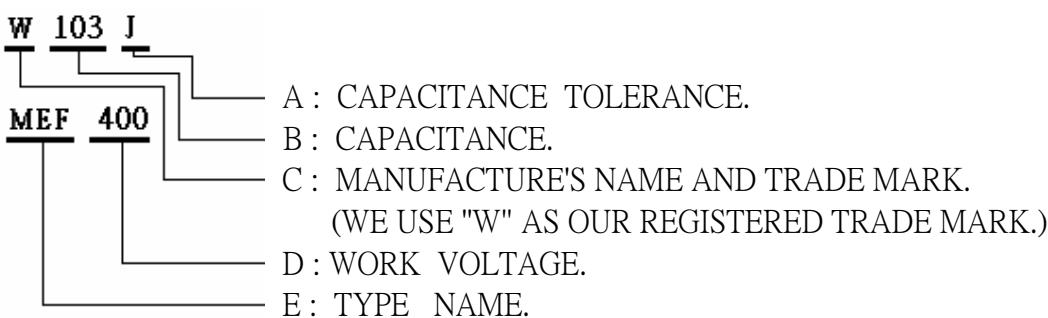 W 103 J
A : CAPACITANCE TOLERANCE.
MEF 400
B : CAPACITANCE.
C : MANUFACTURE'S NAME AND TRADE MARK.
(WE USE "W" AS OUR REGISTERED TRADE MARK.)
D : WORK VOLTAGE.
E : TYPE NAME.